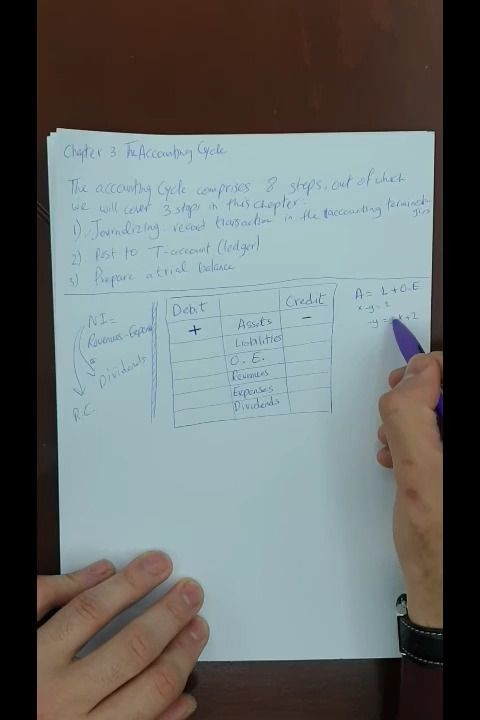 Chapter 3: The Accounting Cycle
The accounting Cycle comprises 8 steps, out of which
we will cover 3 steps in this chapter:
1) Journalizing: record transaction in the accounting
2) Post to T-account (ledger)
3) Prepare a trial balance
A = L + O.E
x-y=2
NI =
Revenues-
Dividends
R.C.
Debit Credit
+ Assets -
Liabilities
O.E.
Revenues
Expenses
Dividends